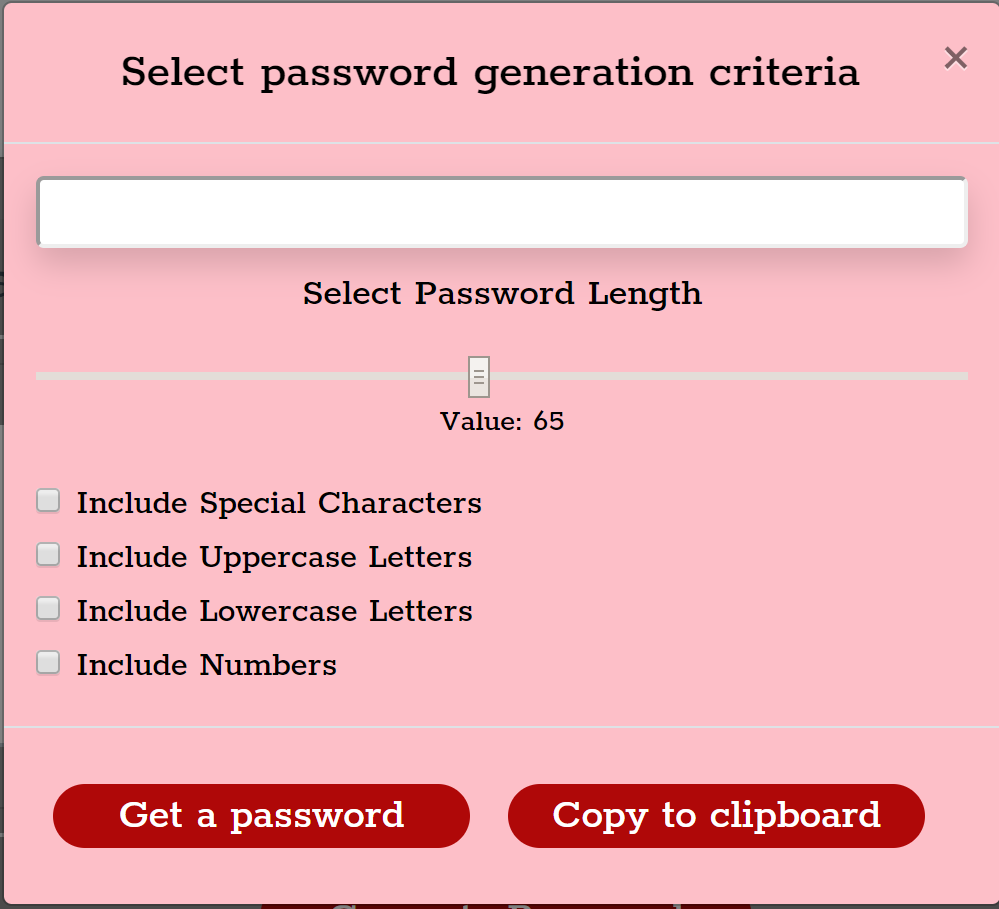 Select password generation criteria
×
Select Password Length
Value: 65
Include Special Characters
Include Uppercase Letters
Include Lowercase Letters
Include Numbers
Get a password
Copy to clipboard